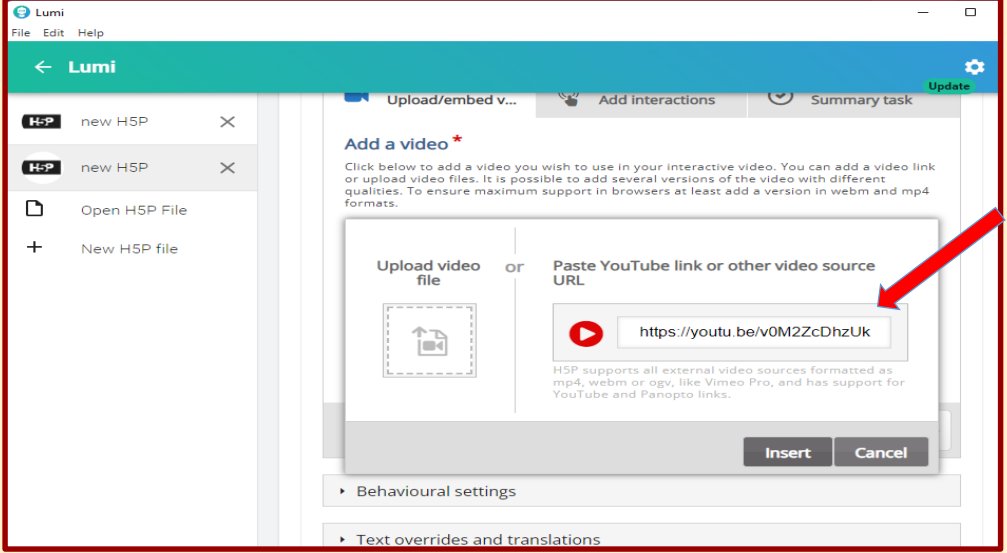 Lumi
File Edit Help
Lumi
Update
H-P new H5P
H-P new H5P
Open H5P File
New H5P file
Upload/embed v...
Add interactions
Summary task
Add a video *
Click below to add a video you wish to use in your interactive video. You can add a video link
or upload video files. It is possible to add several versions of the video with different
qualities. To ensure maximum support in browsers at least add a version in webm and mp4
formats.
Upload video
file
or
Paste YouTube link or other video source
URL
https://youtu.be/v0M2ZcDhzUk
H5P supports all external video sources formatted as
mp4, webm or ogv, like Vimeo Pro, and has support for
YouTube and Panopto links.
Insert
Cancel
Behavioural settings
Text overrides and translations